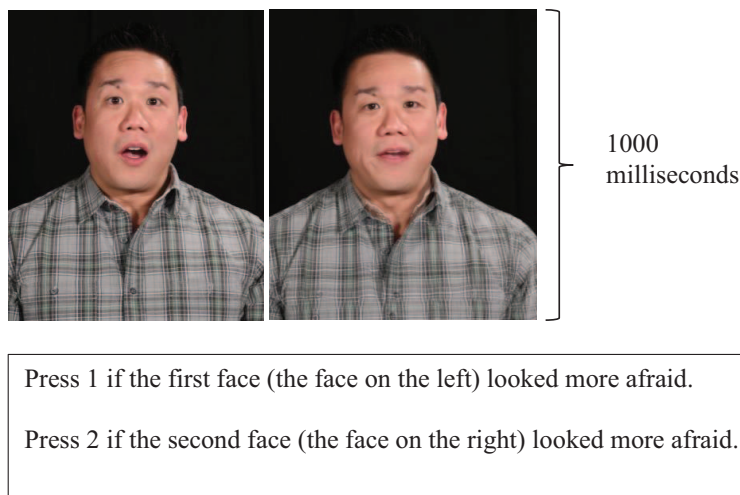 1000
milliseconds
Press 1 if the first face (the face on the left) looked more afraid.
Press 2 if the second face (the face on the right) looked more afraid.